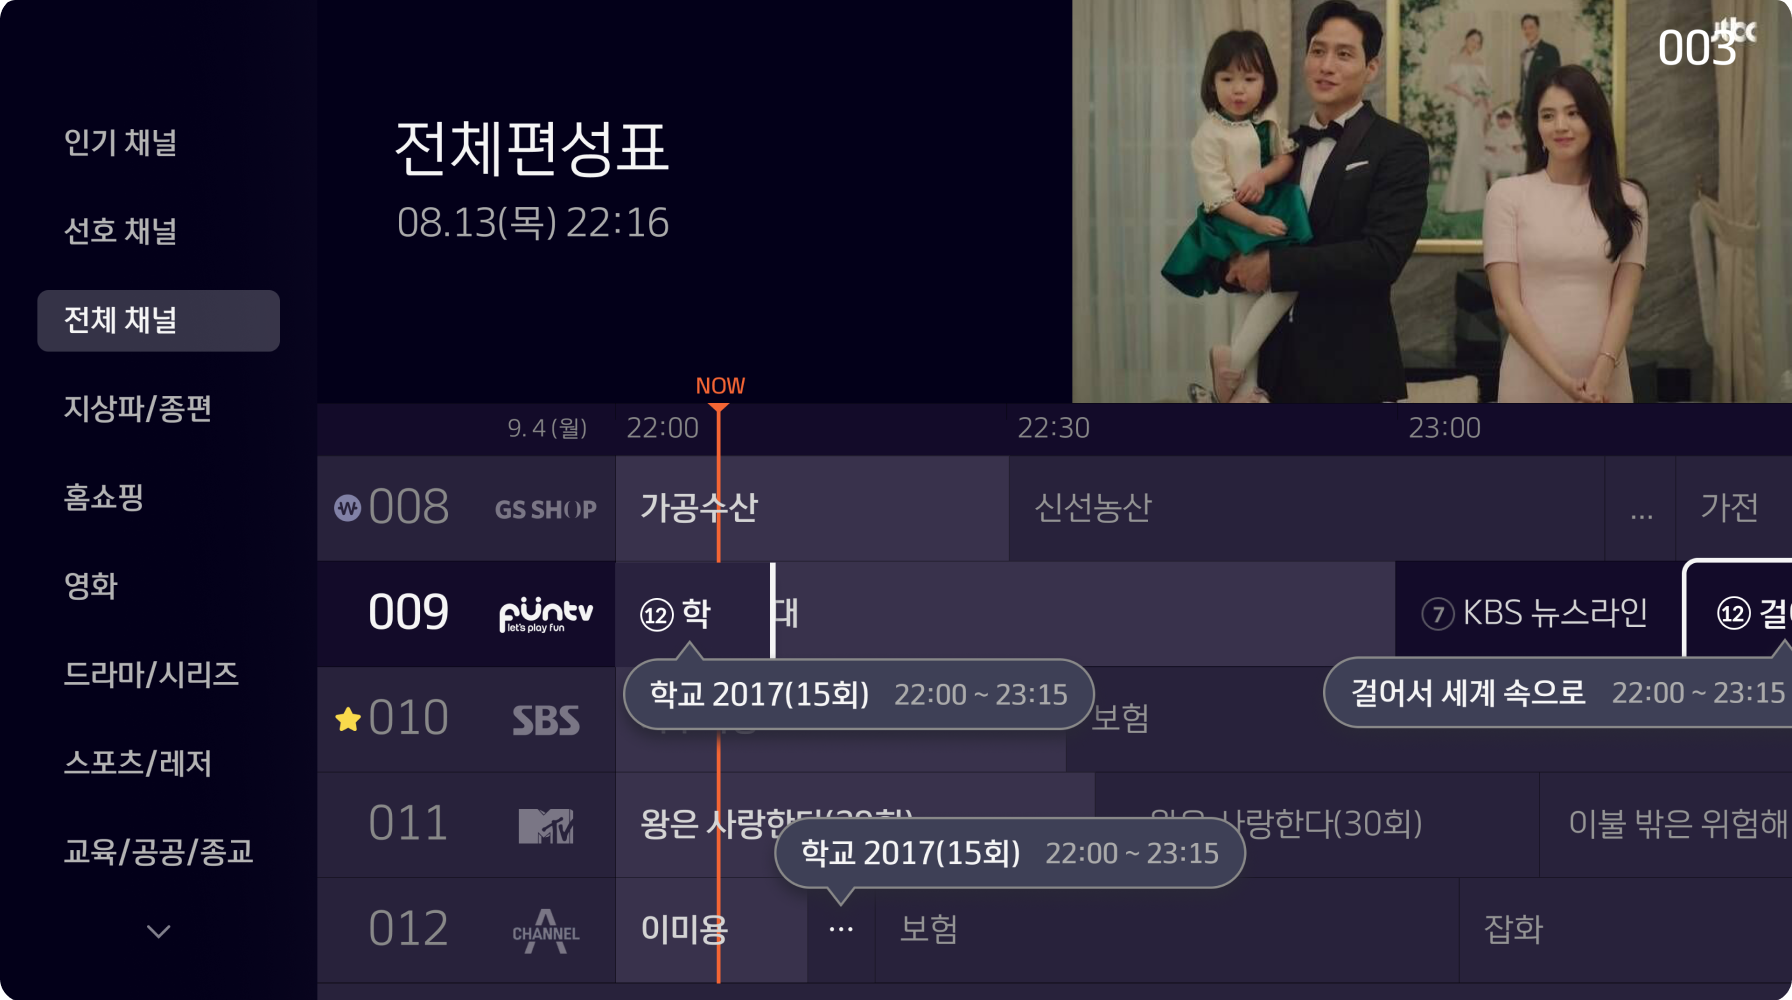 인기 채널
선호 채널
전체 채널
지상파/종편
홈쇼핑
영화
드라마/시리즈
스포츠/레저
교육/공공/종교
전체편성표
08.13(목) 22:16
003
jtbc
NOW
9. 4 (월) 22:00 22:30 23:00
W 008 GS SHOP 가공수산 신선농산 ... 가전
009 püntv let's play fun ⑫ 학 대 ⑦ KBS 뉴스라인 ⑫
학교 2017(15회) 22:00 ~ 23:15
걸어서 세계 속으로 22:00 ~ 23:15
010 SBS 보험
011 MTV 왕은 사랑한다 사랑한다(30회) 이불 밖은 위험해
학교 2017(15회) 22:00 ~ 23:15
012 CHANNEL A 이미용 ... 보험 잡화